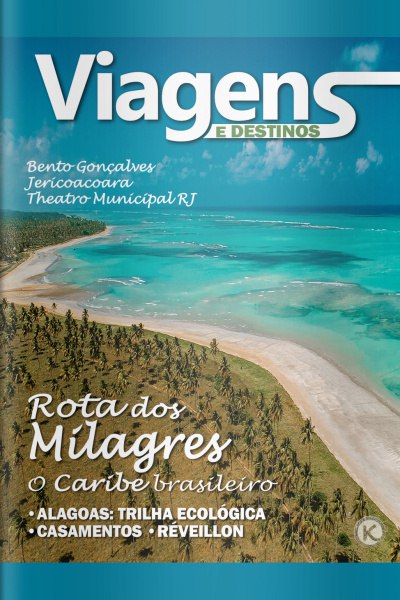 Viagens
E DESTINOS
Bento Gonçalves
Jericoacoara
Theatro Municipal RJ
Rota dos
Milagres
O Caribe brasileiro
• ALAGOAS: TRILHA ECOLÓGICA
• CASAMENTOS • RÉVEILLON
K